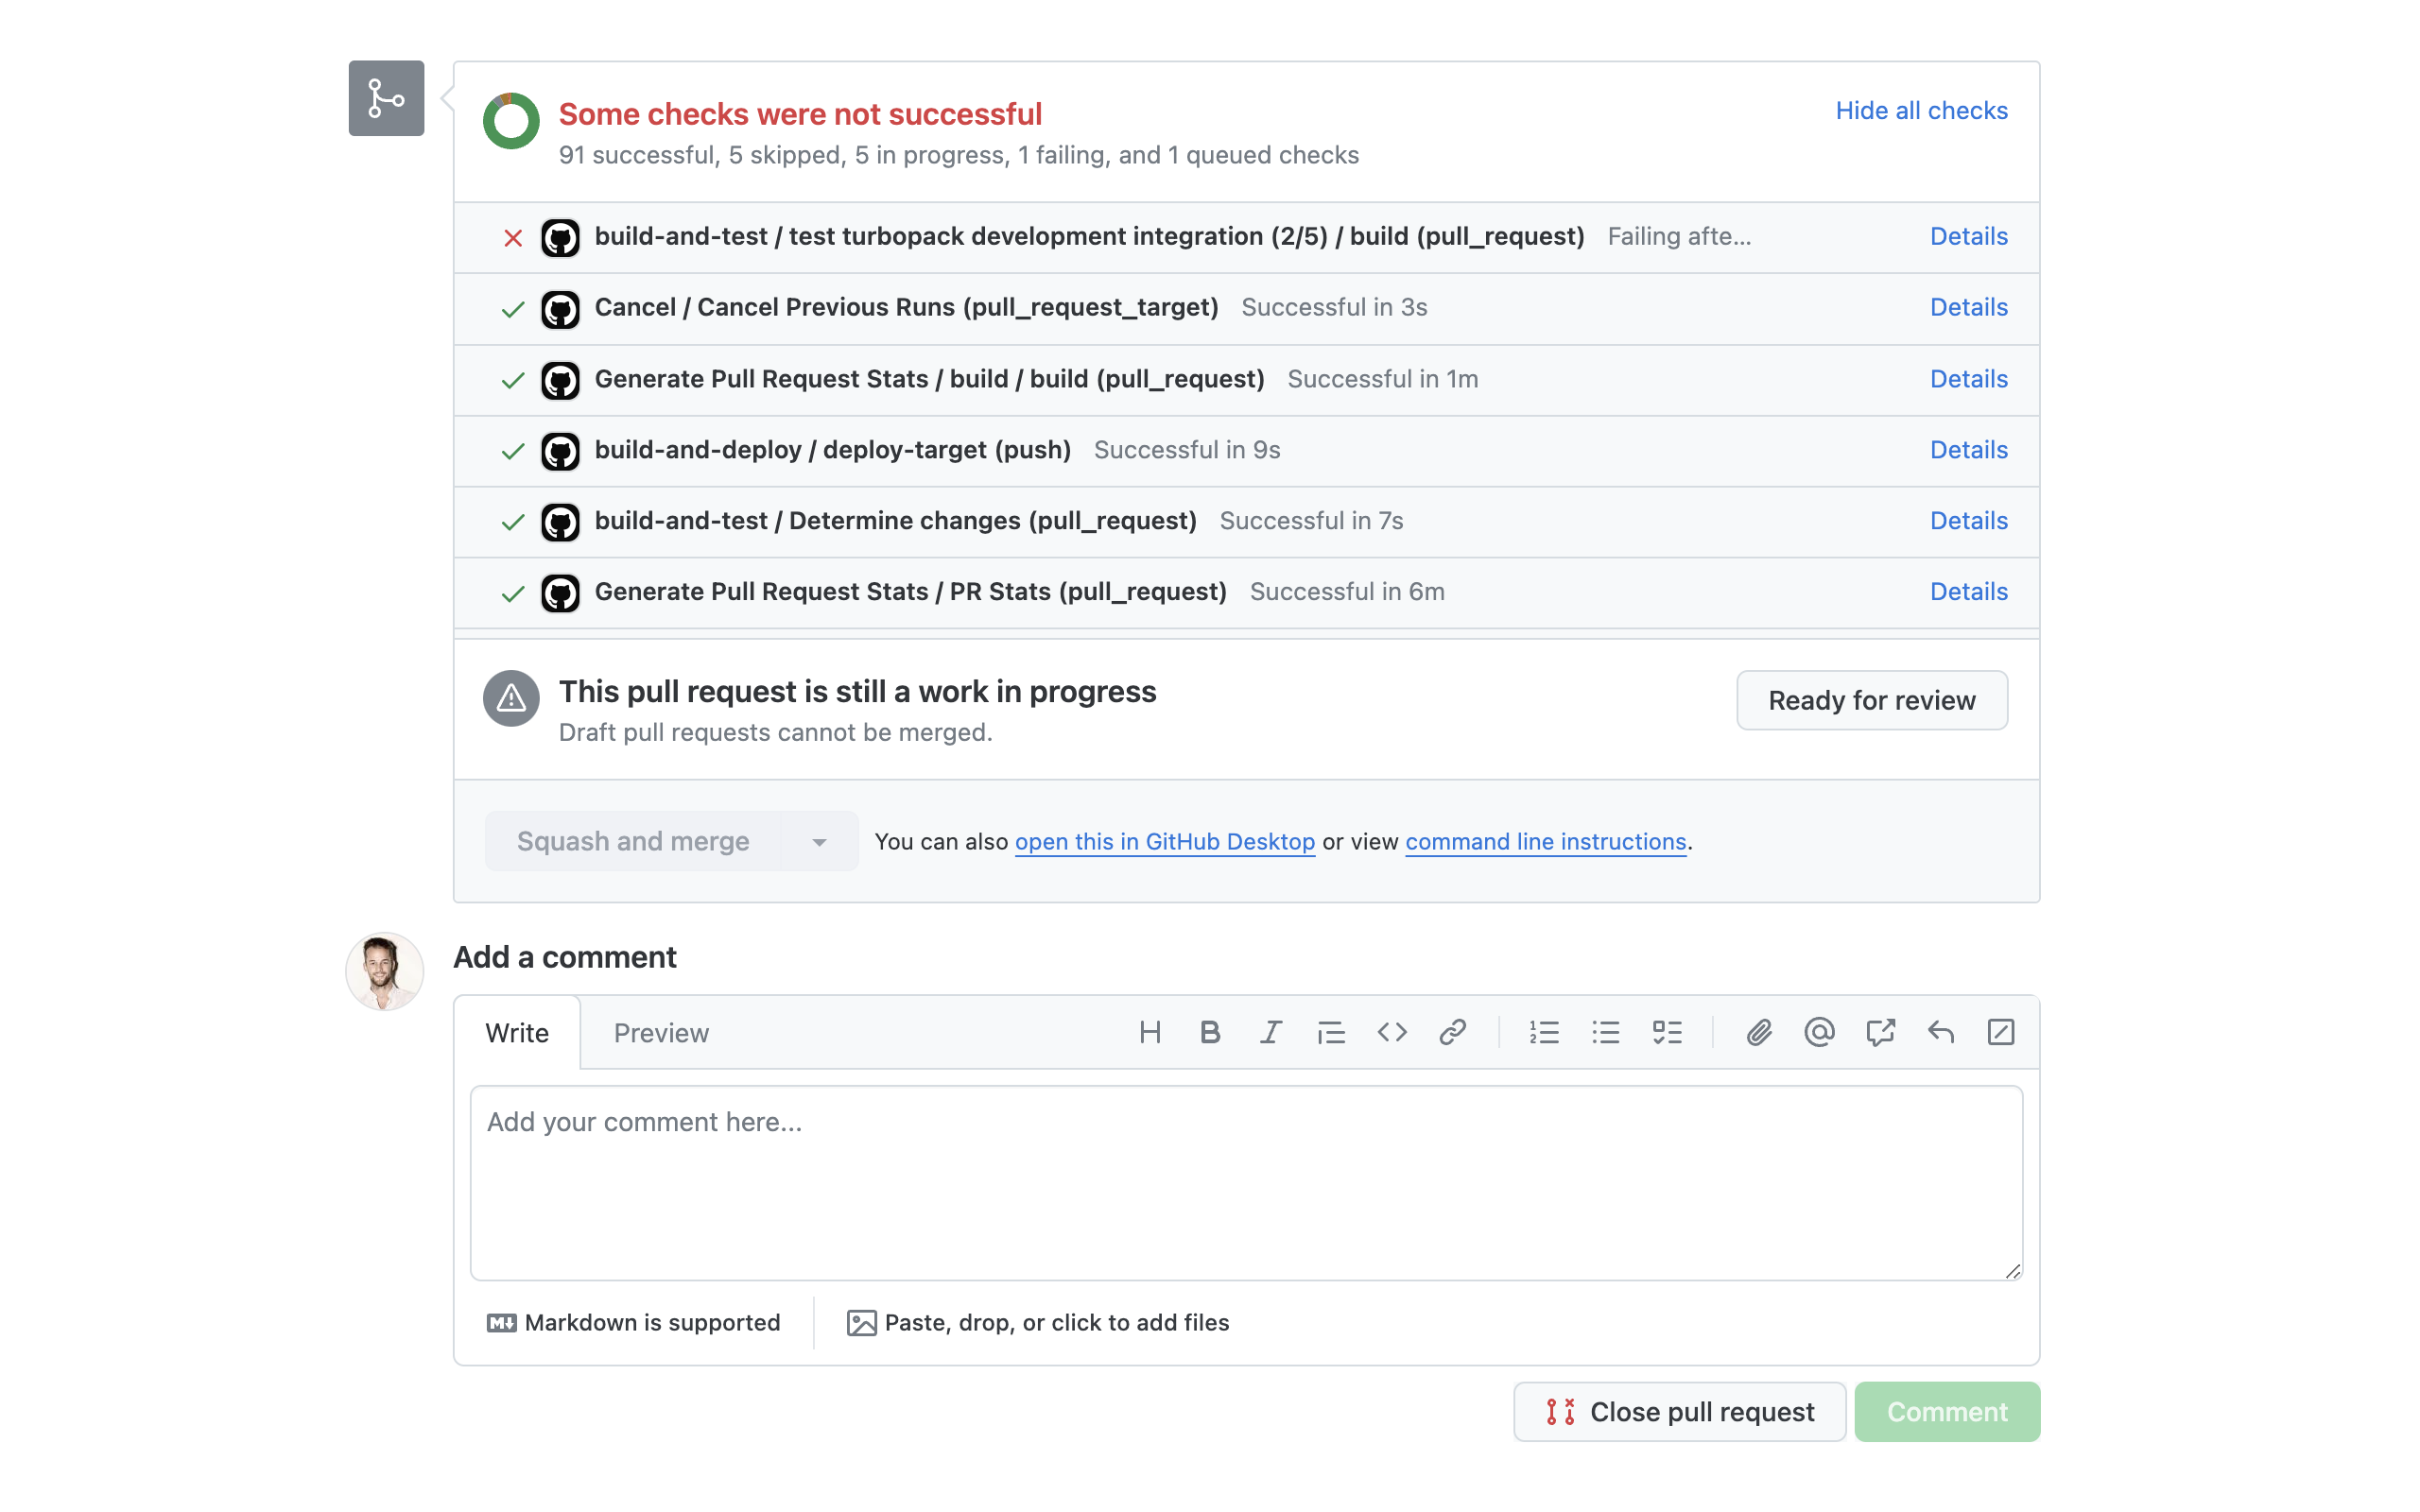 Some checks were not successful
Hide all checks
91 successful, 5 skipped, 5 in progress, 1 failing, and 1 queued checks
build-and-test / test turbopack development integration (2/5) / build (pull_request) Failing afte... Details
Cancel / Cancel Previous Runs (pull_request_target) Successful in 3s Details
Generate Pull Request Stats / build / build (pull_request) Successful in 1m Details
build-and-deploy / deploy-target (push) Successful in 9s Details
build-and-test / Determine changes (pull_request) Successful in 7s Details
Generate Pull Request Stats / PR Stats (pull_request) Successful in 6m Details
This pull request is still a work in progress
Ready for review
Draft pull requests cannot be merged.
Squash and merge
You can also open this in GitHub Desktop or view command line instructions.
Add a comment
Write
Preview
Add your comment here...
Markdown is supported
Paste, drop, or click to add files
Close pull request
Comment